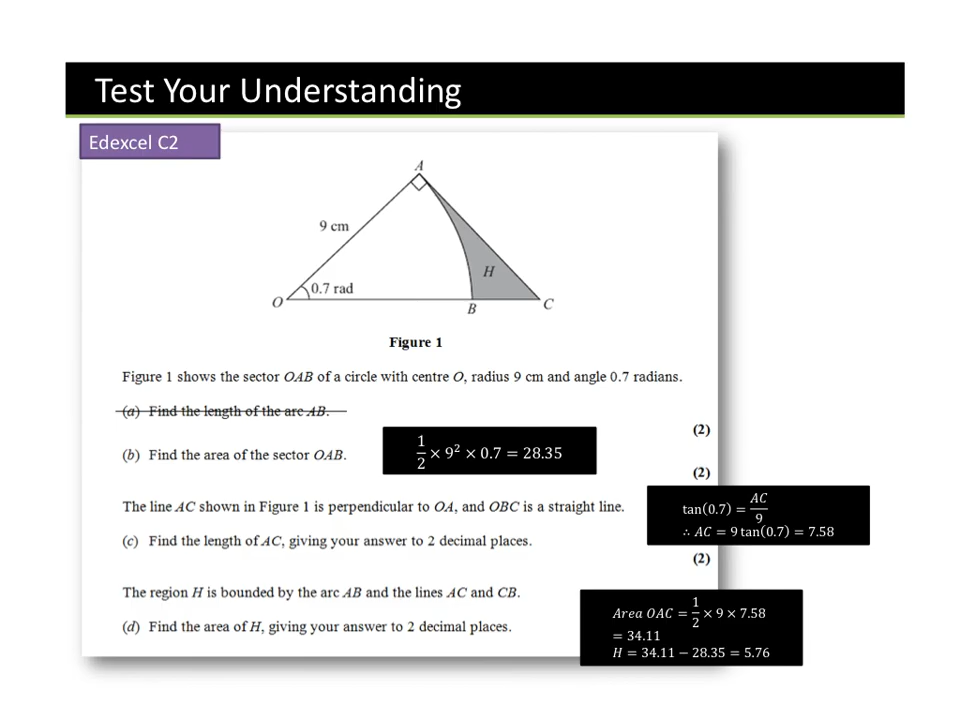 Test Your Understanding
Edexcel C2
A
9 cm
H
0.7 rad
O
B
C
Figure 1
Figure 1 shows the sector OAB of a circle with centre O, radius 9 cm and angle 0.7 radians.
(a) Find the length of the arc AB.
(2)
(b) Find the area of the sector OAB.
1/2 × 9² × 0.7 = 28.35
(2)
The line AC shown in Figure 1 is perpendicular to OA, and OBC is a straight line.
tan(0.7) = AC/9
∴ AC = 9 tan(0.7) = 7.58
(c) Find the length of AC, giving your answer to 2 decimal places.
(2)
The region H is bounded by the arc AB and the lines AC and CB.
(d) Find the area of H, giving your answer to 2 decimal places.
Area OAC = 1/2 × 9 × 7.58
= 34.11
H = 34.11 − 28.35 = 5.76